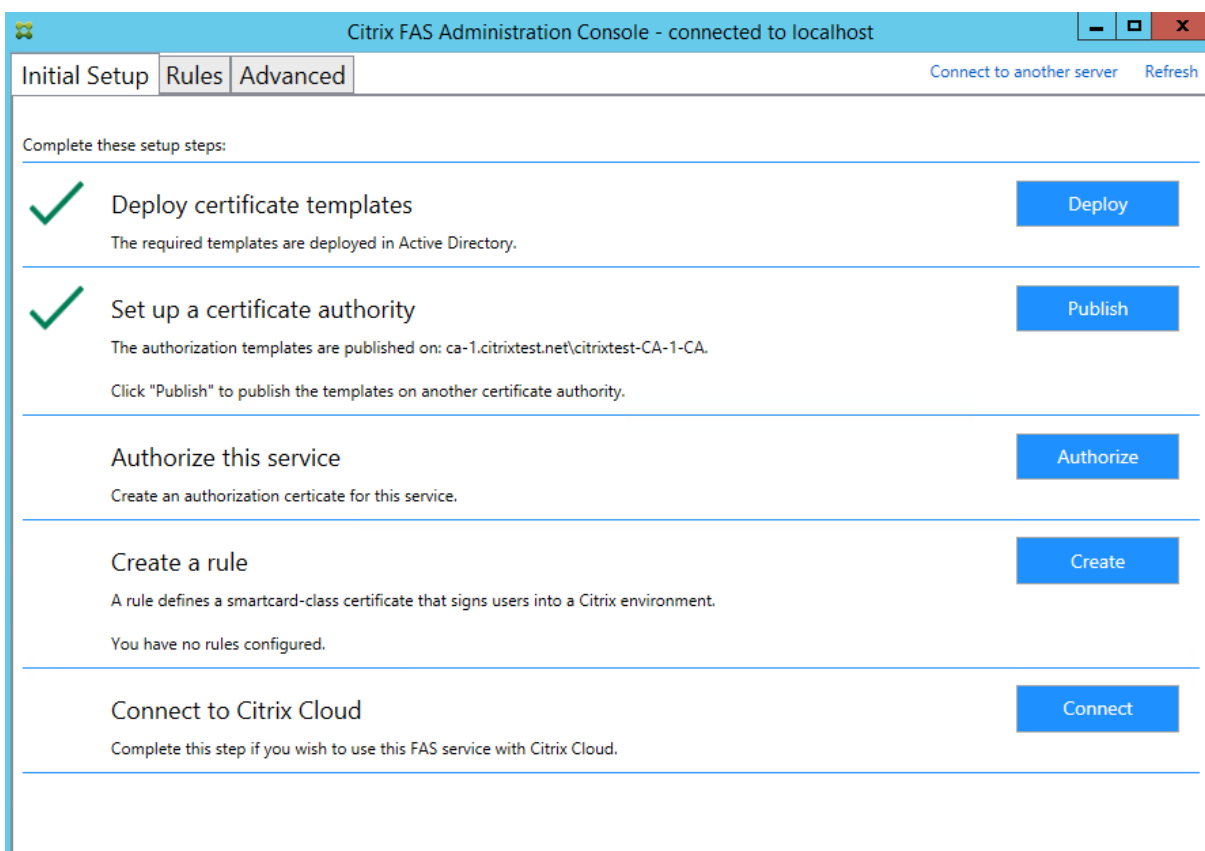 Citrix FAS Administration Console - connected to localhost
Initial Setup Rules Advanced Connect to another server Refresh
Complete these setup steps:
Deploy certificate templates
Deploy
The required templates are deployed in Active Directory.
Set up a certificate authority
Publish
The authorization templates are published on: ca-1.citrixtest.net\citrixtest-CA-1-CA.
Click "Publish" to publish the templates on another certificate authority.
Authorize this service
Authorize
Create an authorization certicate for this service.
Create a rule
Create
A rule defines a smartcard-class certificate that signs users into a Citrix environment.
You have no rules configured.
Connect to Citrix Cloud
Connect
Complete this step if you wish to use this FAS service with Citrix Cloud.